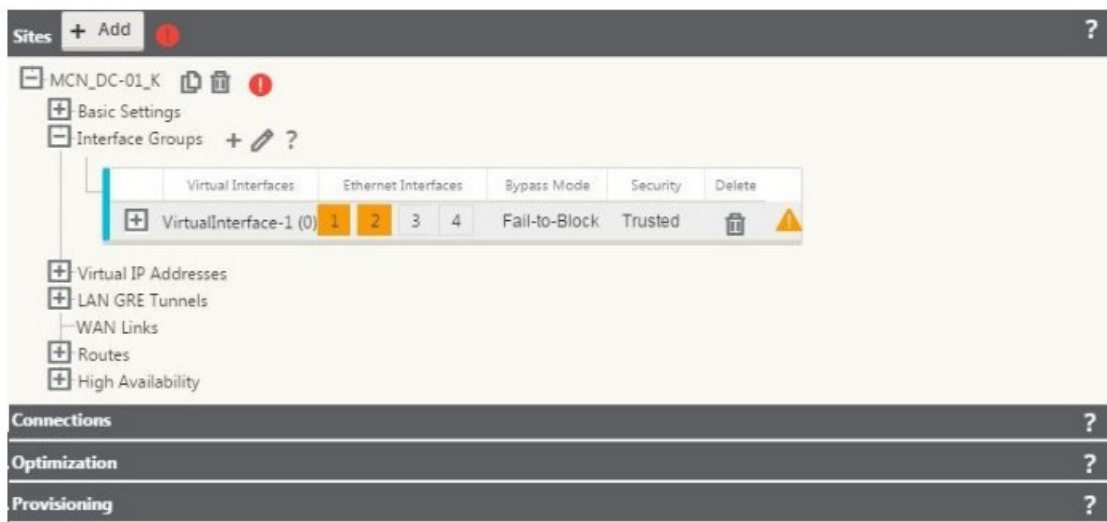 Sites + Add ?
MCN_DC-01_K
Basic Settings
Interface Groups + ?
Virtual Interfaces Ethernet Interfaces Bypass Mode Security Delete
VirtualInterface-1 (0) 1 2 3 4 Fail-to-Block Trusted
Virtual IP Addresses
LAN GRE Tunnels
WAN Links
Routes
High Availability
Connections ?
Optimization ?
Provisioning ?